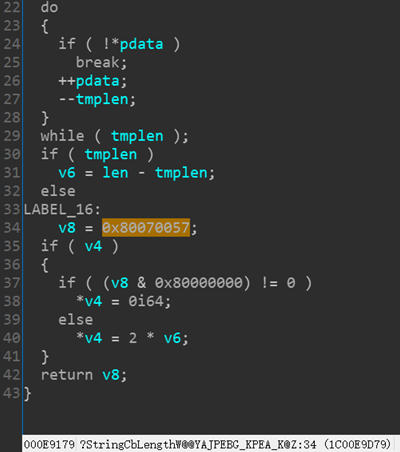 22 do
23 {
24 if ( !*pdata )
25 break;
26 ++pdata;
27 --tmplen;
28 }
29 while ( tmplen );
30 if ( tmplen )
31 v6 = len - tmplen;
32 else
33 LABEL_16:
34 v8 = 0x80070057;
35 if ( v4 )
36 {
37 if ( (v8 & 0x80000000) != 0 )
38 *v4 = 0i64;
39 else
40 *v4 = 2 * v6;
41 }
42 return v8;
43 }
000E9179 ?StringCbLengthW@@YAJPEBG_KPEA_K@Z:34 (1C00E9D79)